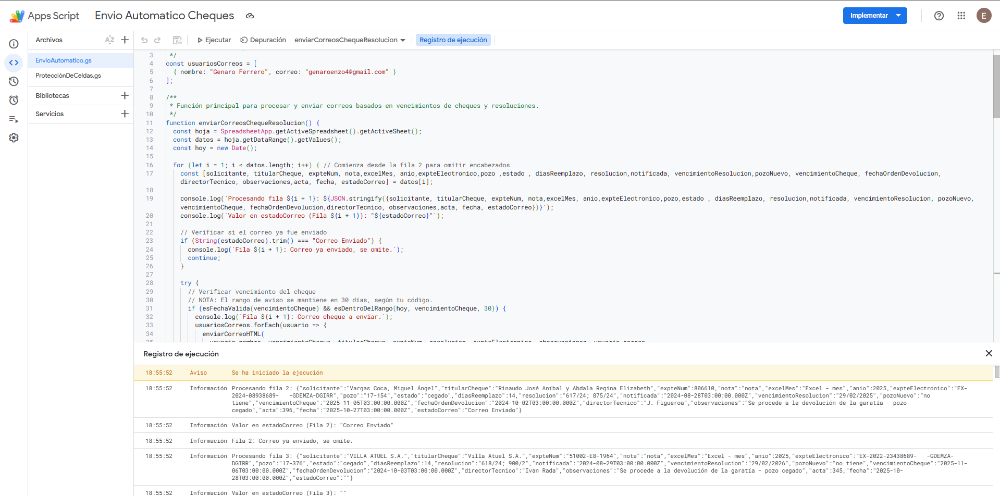 Apps Script
Envio Automatico Cheques
Implementar
E
Archivos
AZ
Ejecutar
Depuración
enviarCorreosChequeResolucion
Registro de ejecución
EnvioAutomatico.gs
ProtecciónDeCeldas.gs
Bibliotecas
Servicios
3 */
4 const usuariosCorreos = [
5 { nombre: "Genaro Ferrero", correo: "genaroenzo4@gmail.com" }
6 ];
7
8 /**
9 * Función principal para procesar y enviar correos basados en vencimientos de cheques y resoluciones.
10 */
11 function enviarCorreosChequeResolucion() {
12 const hoja = SpreadsheetApp.getActiveSpreadsheet().getActiveSheet();
13 const datos = hoja.getDataRange().getValues();
14 const hoy = new Date();
15
16 for (let i = 1; i < datos.length; i++) { // Comienza desde la fila 2 para omitir encabezados
17 const [solicitante, titularCheque, expteNum, nota,excelMes, anio,expteElectronico,pozo ,estado , diasReemplazo, resolucion,notificada, vencimientoResolucion,pozoNuevo, vencimientoCheque, fechaOrdenDevolucion,
directorTecnico, observaciones,acta, fecha, estadoCorreo] = datos[i];
18
19 console.log(`Procesando fila ${i + 1}: ${JSON.stringify({solicitante, titularCheque, expteNum, nota,excelMes, anio,expteElectronico,pozo,estado , diasReemplazo, resolucion,notificada, vencimientoResolucion, pozoNuevo,
vencimientoCheque, fechaOrdenDevolucion,directorTecnico, observaciones,acta, fecha, estadoCorreo})}`);
20 console.log(`Valor en estadoCorreo (Fila ${i + 1}): "${estadoCorreo}"`);
21
22 // Verificar si el correo ya fue enviado
23 if (String(estadoCorreo).trim() === "Correo Enviado") {
24 console.log(`Fila ${i + 1}: Correo ya enviado, se omite.`);
25 continue;
26 }
27
28 try {
29 // Verificar vencimiento del cheque
30 // NOTA: El rango de aviso se mantiene en 30 días, según tu código.
31 if (esFechaValida(vencimientoCheque) && esDentroDelRango(hoy, vencimientoCheque, 30)) {
32 console.log(`Fila ${i + 1}: Correo cheque a enviar.`);
33 usuariosCorreos.forEach(usuario => {
34 enviarCorreoHTML(
35 usuario.nombre, vencimientoCheque, titularCheque, expteNum, resolucion, expteElectronico, observaciones, usuario.correo
Registro de ejecución
18:55:52 Aviso Se ha iniciado la ejecución
18:55:52 Información Procesando fila 2: {"solicitante":"Vargas Coca, Miguel Ángel","titularCheque":"Rinaudo José Aníbal y Abdala Regina Elizabeth","expteNum":806610,"nota":"nota","excelMes":"Excel - mes","anio":2025,"expteElectronico":"EX-
2024-08938689- -GDEMZA-DGIRR","pozo":"17-154","estado":"cegado","diasReemplazo":14,"resolucion":"617/24; 875/24","notificada":"2024-08-28T03:00:00.000Z","vencimientoResolucion":"29/02/2025","pozoNuevo":"no
tiene","vencimientoCheque":"2025-11-05T03:00:00.000Z","fechaOrdenDevolucion":"2024-10-02T03:00:00.000Z","directorTecnico":"J. Figueroa","observaciones":"Se procede a la devolución de la garatía - pozo
cegado","acta":396,"fecha":"2025-10-27T03:00:00.000Z","estadoCorreo":"Correo Enviado"}
18:55:52 Información Valor en estadoCorreo (Fila 2): "Correo Enviado"
18:55:52 Información Fila 2: Correo ya enviado, se omite.
18:55:52 Información Procesando fila 3: {"solicitante":"VILLA ATUEL S.A.","titularCheque":"Villa Atuel S.A.","expteNum":"51002-E8-1964","nota":"nota","excelMes":"Excel - mes","anio":2025,"expteElectronico":"EX-2022-23438689- -GDEMZA-
DGIRR","pozo":"17-376","estado":"cegado","diasReemplazo":14,"resolucion":"618/24; 900/2","notificada":"2024-08-29T03:00:00.000Z","vencimientoResolucion":"29/02/2026","pozoNuevo":"no tiene","vencimientoCheque":"2025-11-
06T03:00:00.000Z","fechaOrdenDevolucion":"2024-10-03T03:00:00.000Z","directorTecnico":"Ivan Rada","observaciones":"Se procede a la devolución de la garatía - pozo cegado","acta":345,"fecha":"2025-10-
28T03:00:00.000Z","estadoCorreo":""}
18:55:52 Información Valor en estadoCorreo (Fila 3): ""